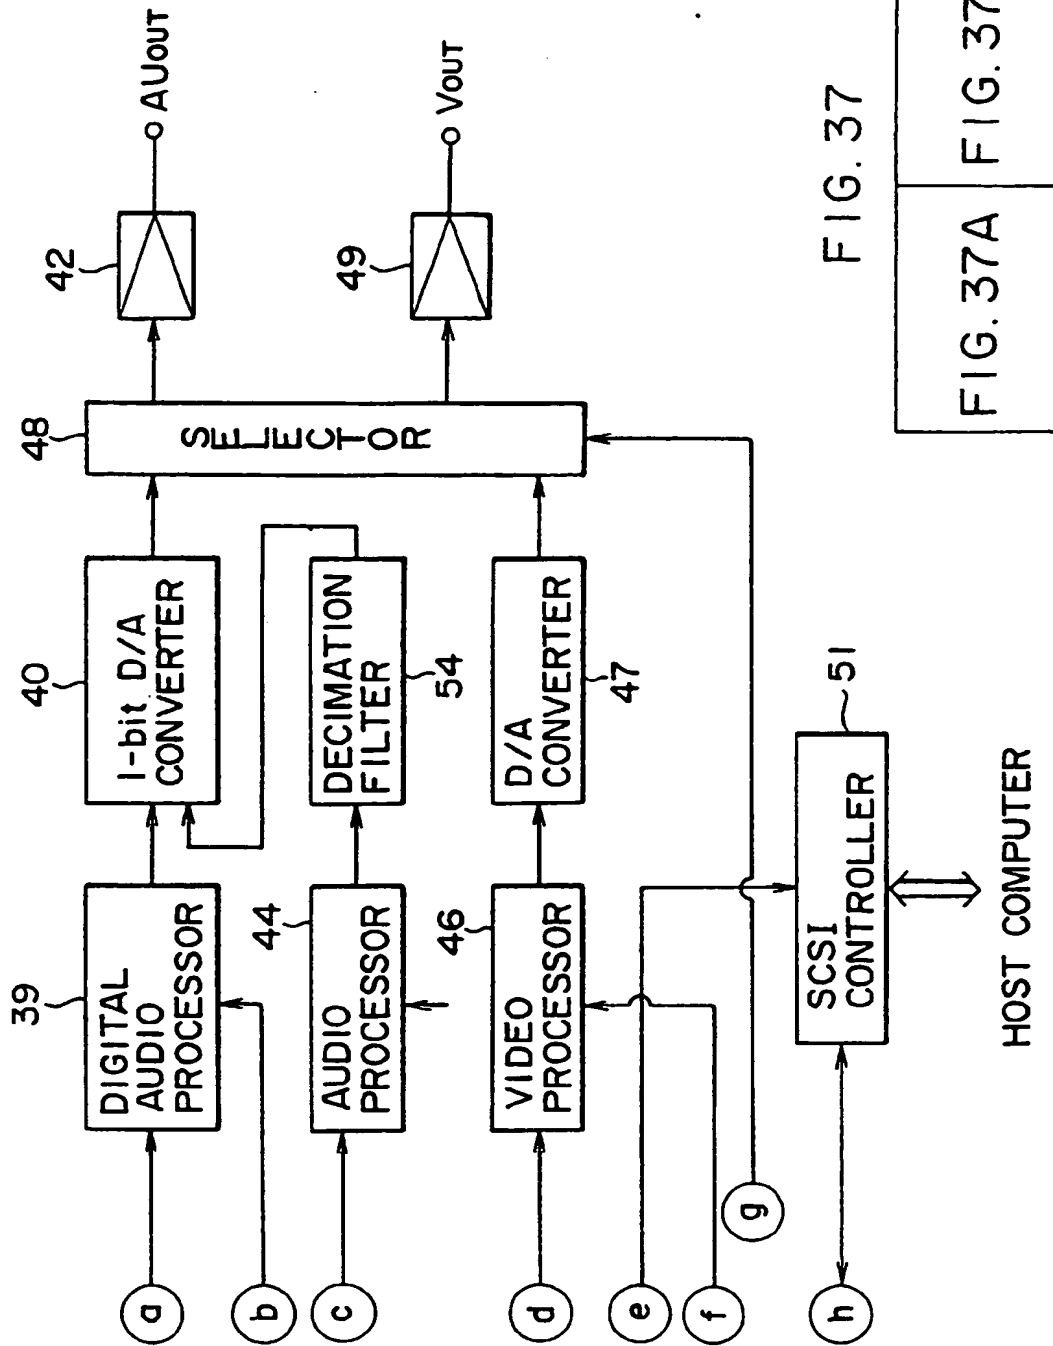 39
DIGITAL
AUDIO
PROCESSOR
40
1-bit D/A
CONVERTER
48
SELECTOR
42
AUOUT
44
AUDIO
PROCESSOR
DECIMATION
FILTER
54
49
VOUT
46
VIDEO
PROCESSOR
D/A
CONVERTER
47
SCSI
CONTROLLER
51
HOST COMPUTER
a
b
c
d
e
f
g
h
FIG. 37
FIG. 37A
FIG. 37